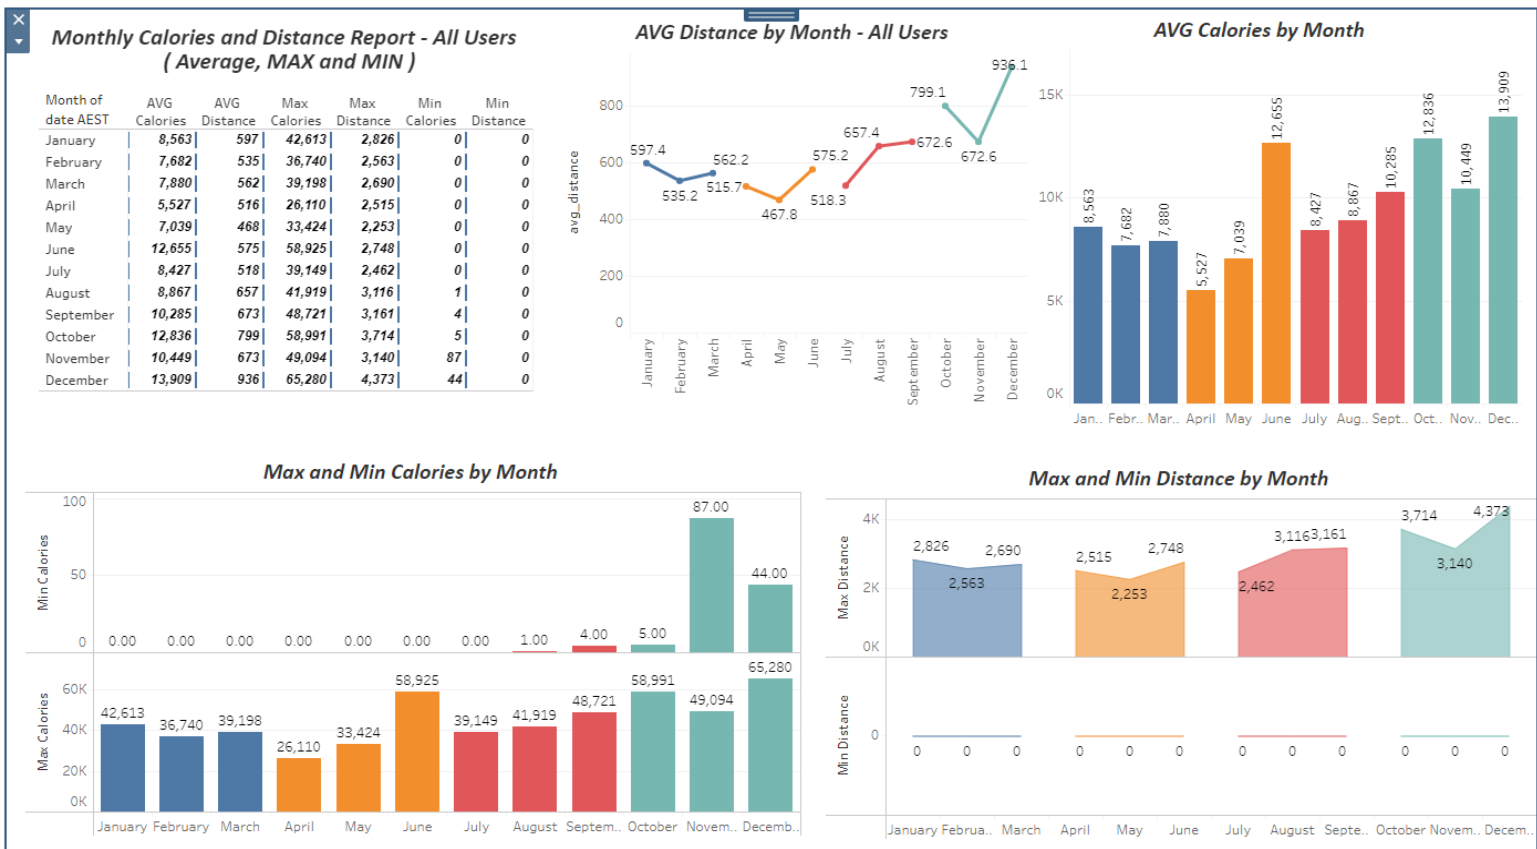 Monthly Calories and Distance Report - All Users
( Average, MAX and MIN )
Month of date AEST AVG Calories AVG Distance Max Calories Max Distance Min Calories Min Distance
January 8,563 597 42,613 2,826 0 0
February 7,682 535 36,740 2,563 0 0
March 7,880 562 39,198 2,690 0 0
April 5,527 516 26,110 2,515 0 0
May 7,039 468 33,424 2,253 0 0
June 12,655 575 58,925 2,748 0 0
July 8,427 518 39,149 2,462 0 0
August 8,867 657 41,919 3,116 1 0
September 10,285 673 48,721 3,161 4 0
October 12,836 799 58,991 3,714 5 0
November 10,449 673 49,094 3,140 87 0
December 13,909 936 65,280 4,373 44 0
AVG Distance by Month - All Users
avg_distance
800
600
400
200
0
597.4 535.2 562.2 515.7 467.8 575.2 518.3 657.4 672.6 799.1 672.6 936.1
January February March April May June July August September October November December
AVG Calories by Month
15K
10K
5K
0K
8,563 7,682 7,880 5,527 7,039 12,655 8,427 8,867 10,285 12,836 10,449 13,909
Jan.. Febr.. Mar.. April May June July Aug.. Sept.. Oct.. Nov.. Dec..
Max and Min Calories by Month
Min Calories
100
50
0
0.00 0.00 0.00 0.00 0.00 0.00 0.00 1.00 4.00 5.00 87.00 44.00
Max Calories
60K
40K
20K
0K
42,613 36,740 39,198 26,110 33,424 58,925 39,149 41,919 48,721 58,991 49,094 65,280
January February March April May June July August Septem.. October Novem.. Decemb..
Max and Min Distance by Month
Max Distance
4K
2K
0K
2,826 2,563 2,690 2,515 2,253 2,748 2,462 3,116 3,161 3,714 3,140 4,373
Min Distance
0
0 0 0 0 0 0 0 0 0 0 0 0
January Februa.. March April May June July August Septe.. October Novem.. Decem..